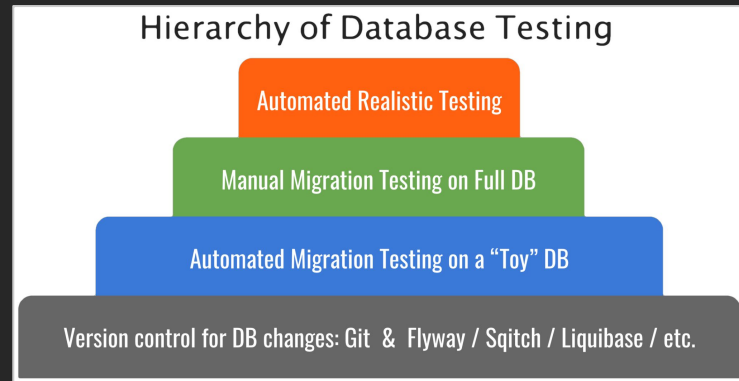 Hierarchy of Database Testing
Automated Realistic Testing
Manual Migration Testing on Full DB
Automated Migration Testing on a “Toy” DB
Version control for DB changes: Git & Flyway / Sqitch / Liquibase / etc.